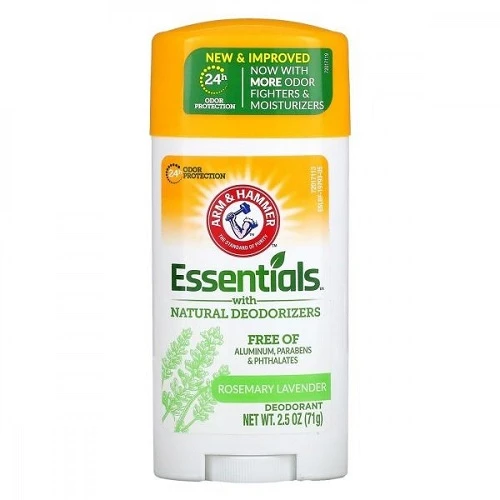 NEW & IMPROVED
24h
ODOR
PROTECTION
NOW WITH
MORE ODOR
FIGHTERS &
MOISTURIZERS
24h ODOR
PROTECTION
ARM & HAMMER
THE STANDARD OF PURITY
Essentials
with
NATURAL DEODORIZERS
FREE OF
ALUMINUM, PARABENS
& PHTHALATES
ROSEMARY LAVENDER
DEODORANT
NET WT. 2.5 OZ (71g)